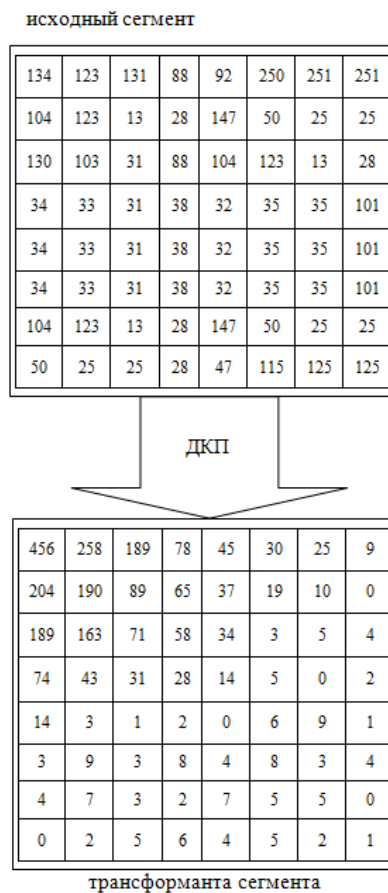 исходный сегмент
134 123 131 88 92 250 251 251
104 123 13 28 147 50 25 25
130 103 31 88 104 123 13 28
34 33 31 38 32 35 35 101
34 33 31 38 32 35 35 101
34 33 31 38 32 35 35 101
104 123 13 28 147 50 25 25
50 25 25 28 47 115 125 125
ДКП
456 258 189 78 45 30 25 9
204 190 89 65 37 19 10 0
189 163 71 58 34 3 5 4
74 43 31 28 14 5 0 2
14 3 1 2 0 6 9 1
3 9 3 8 4 8 3 4
4 7 3 2 7 5 5 0
0 2 5 6 4 5 2 1
трансформанта сегмента